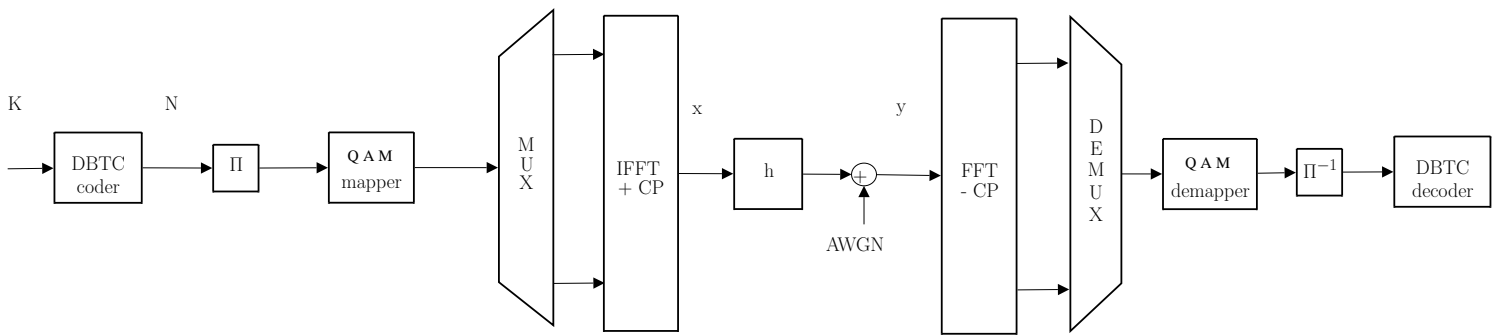 K
DBTC
coder
N
Π
QAM
mapper
M
U
X
IFFT
+ CP
x
h
+
AWGN
y
FFT
- CP
D
E
M
U
X
QAM
demapper
Π⁻¹
DBTC
decoder